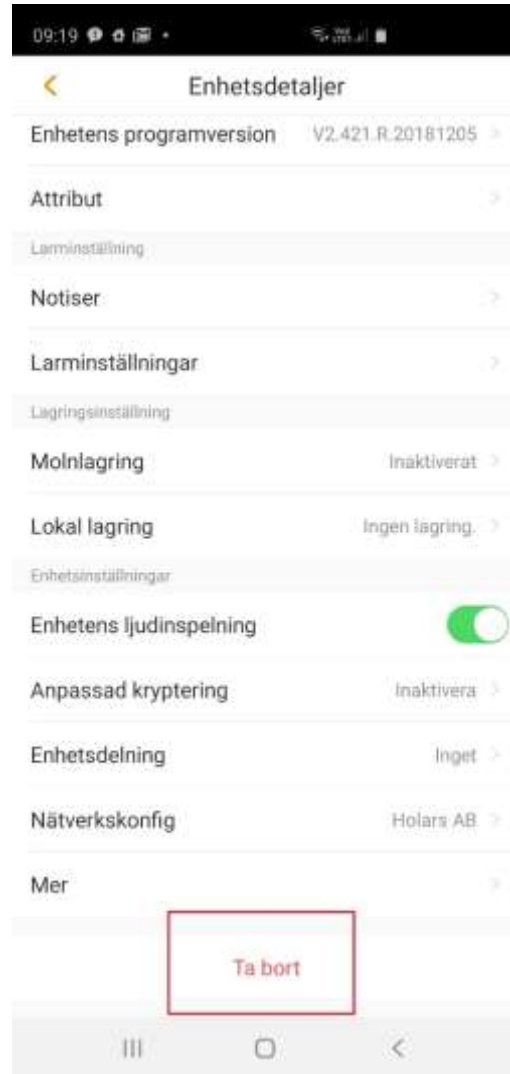 09:19
Enhetsdetaljer
Enhetens programversion V2.421.R.20181205
Attribut
Larminställning
Notiser
Larminställningar
Lagringsinställning
Molnlagring Inaktiverat
Lokal lagring Ingen lagring.
Enhetsinställningar
Enhetens ljudinspelning
Anpassad kryptering Inaktivera
Enhetsdelning Inget
Nätverkskonfig Holars AB
Mer
Ta bort